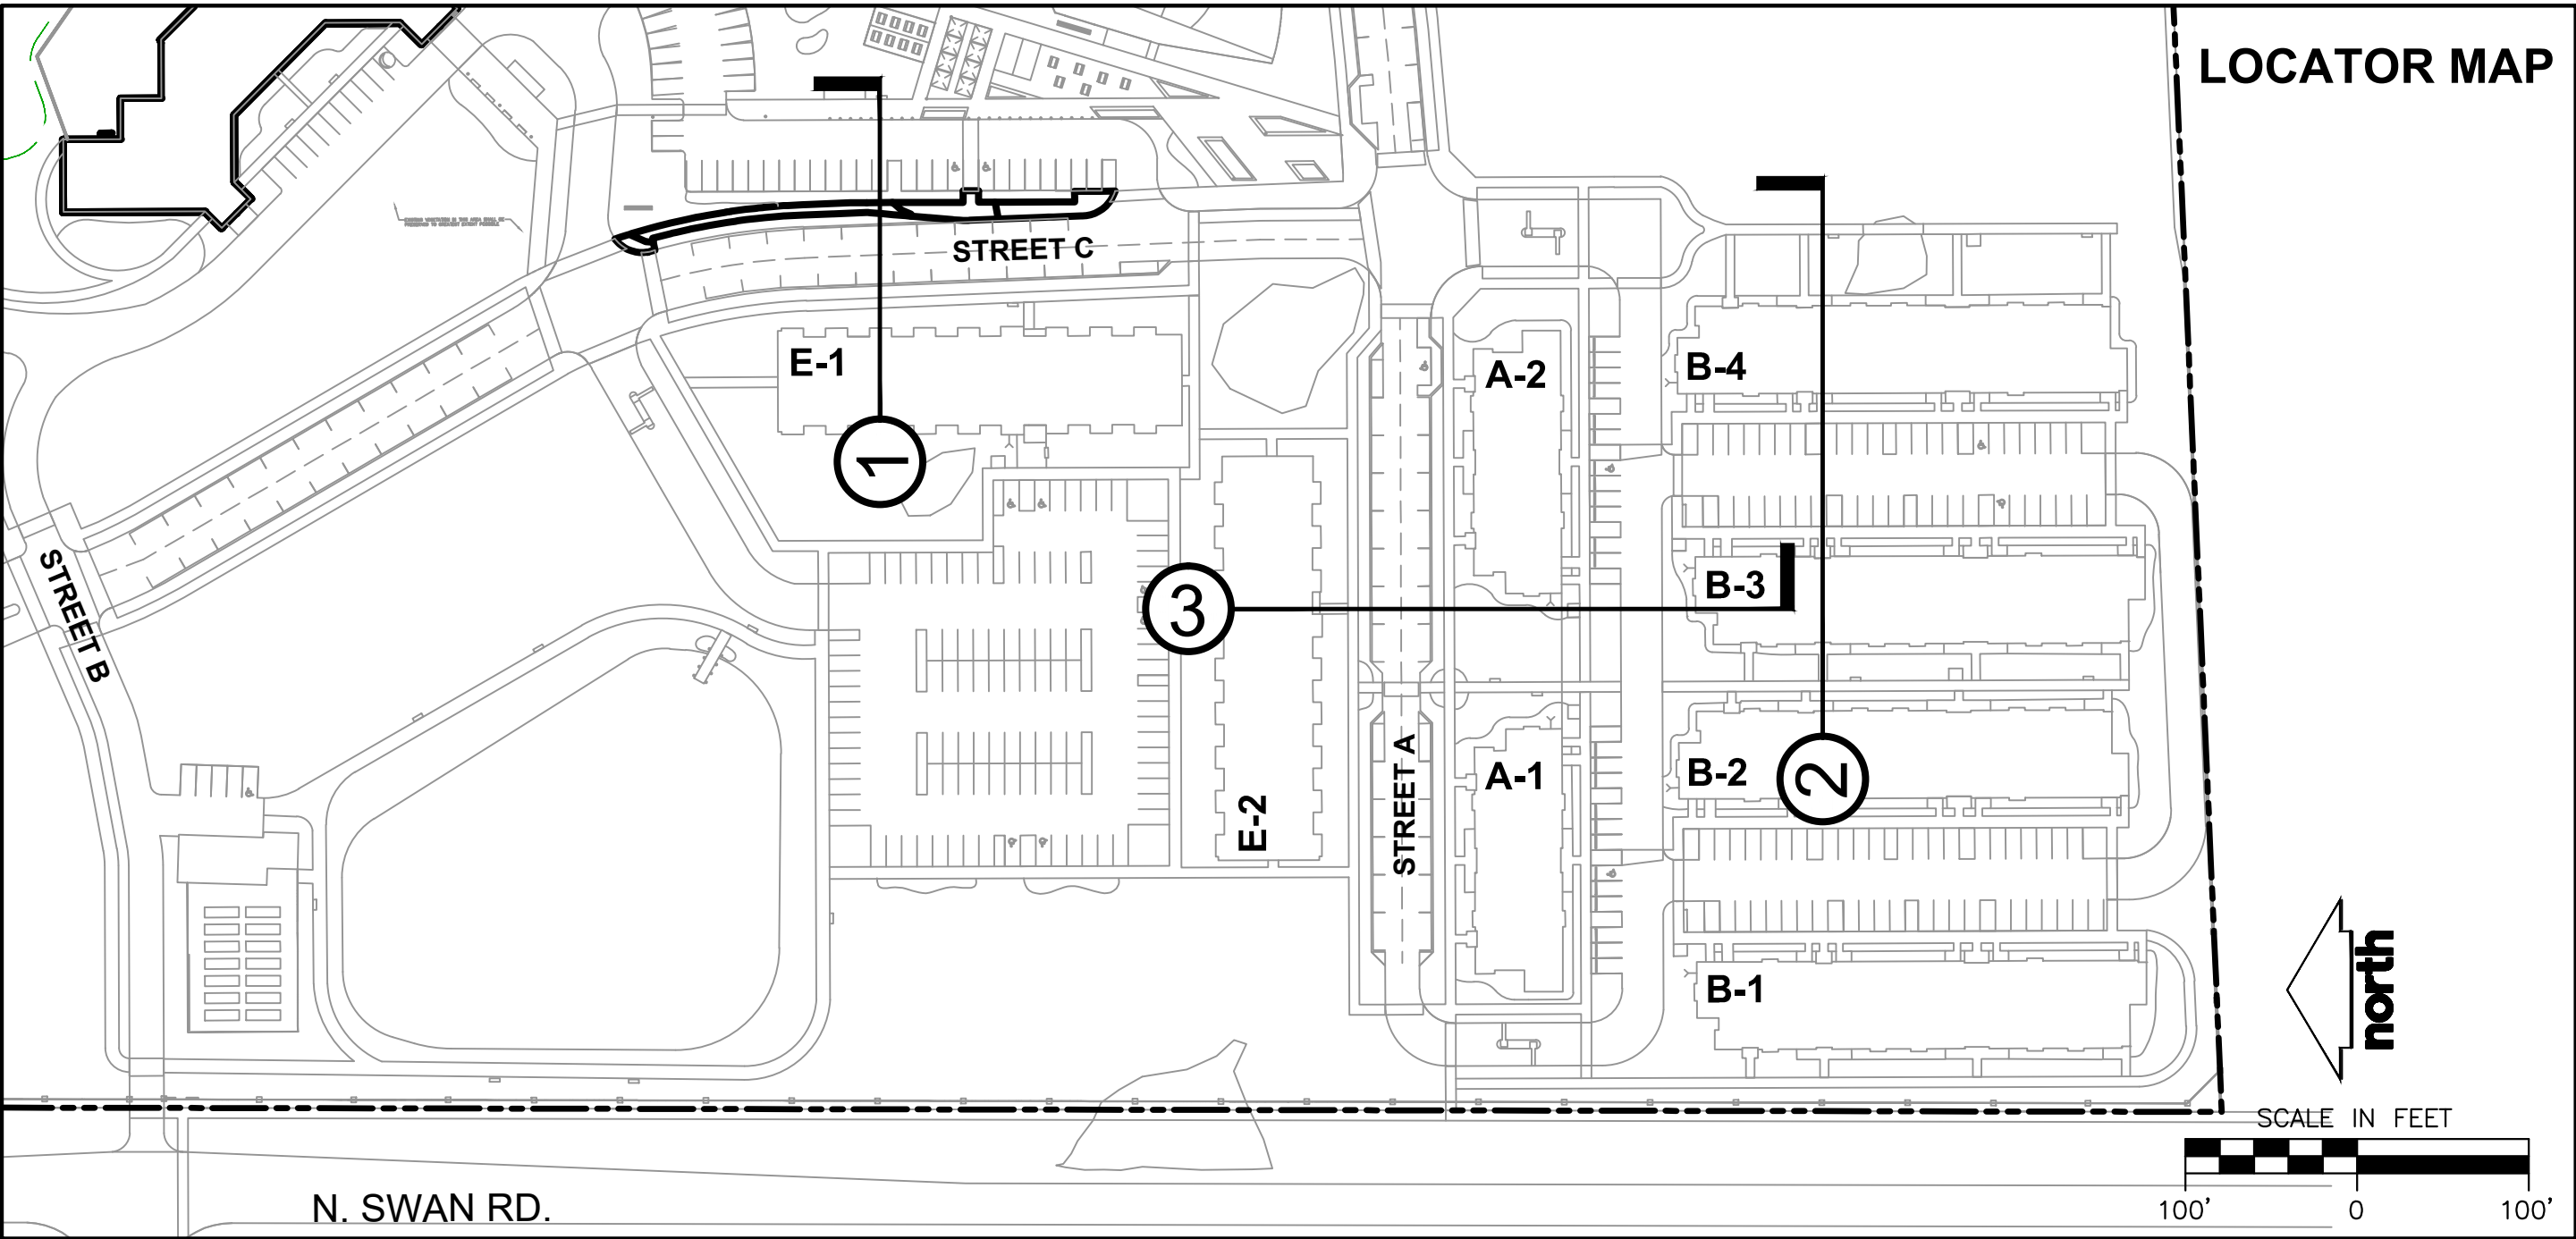 LOCATOR MAP
STREET C
E-1
A-2
B-4
1
STREET B
B-3
3
STREET A
A-1
B-2
2
E-2
B-1
north
SCALE IN FEET
100' 0 100'
N. SWAN RD.